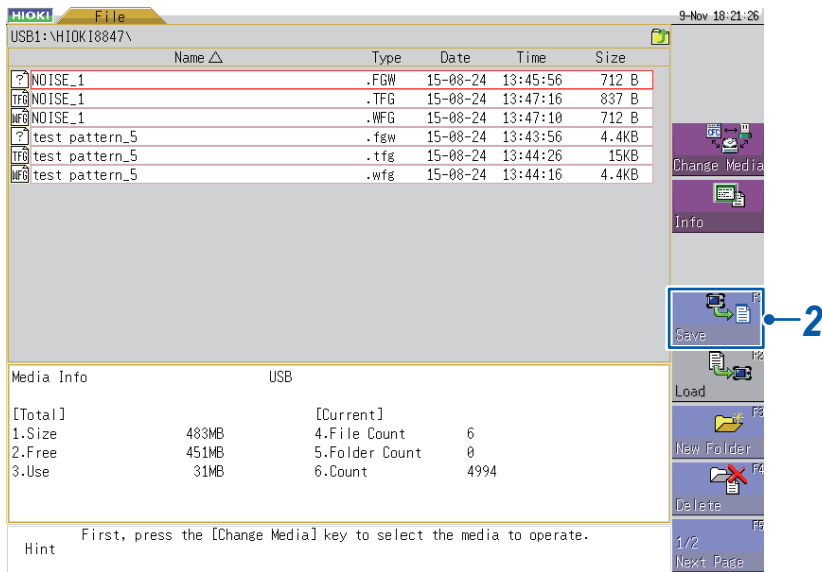 HIOKI File 9-Nov 18:21:26
USB1:\HIOKI8847\
Name △ Type Date Time Size
? NOISE_1 .FGW 15-08-24 13:45:56 712 B
TFG NOISE_1 .TFG 15-08-24 13:47:16 837 B
WFG NOISE_1 .WFG 15-08-24 13:47:10 712 B
? test pattern_5 .fgw 15-08-24 13:43:56 4.4KB
TFG test pattern_5 .tfg 15-08-24 13:44:26 15KB
WFG test pattern_5 .wfg 15-08-24 13:44:16 4.4KB
CFC
Change Media
Info
F1
Save
2
F2
Load
F3
New Folder
F4
Delete
F5
1/2
Next Page
Media Info USB
[Total] [Current]
1.Size 483MB 4.File Count 6
2.Free 451MB 5.Folder Count 0
3.Use 31MB 6.Count 4994
First, press the [Change Media] key to select the media to operate.
Hint